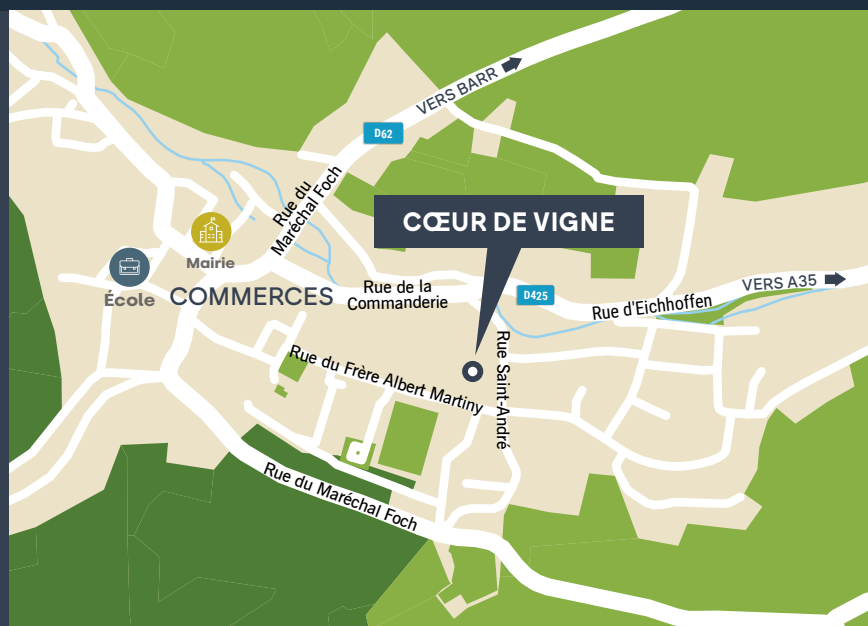 VERS BARR
D62
Rue du
Maréchal Foch
CŒUR DE VIGNE
Mairie
École
COMMERCES
Rue de la
Commanderie
D425
VERS A35
Rue d'Eichhoffen
Rue Saint-André
Rue du Frère Albert Martiny
Rue du Maréchal Foch